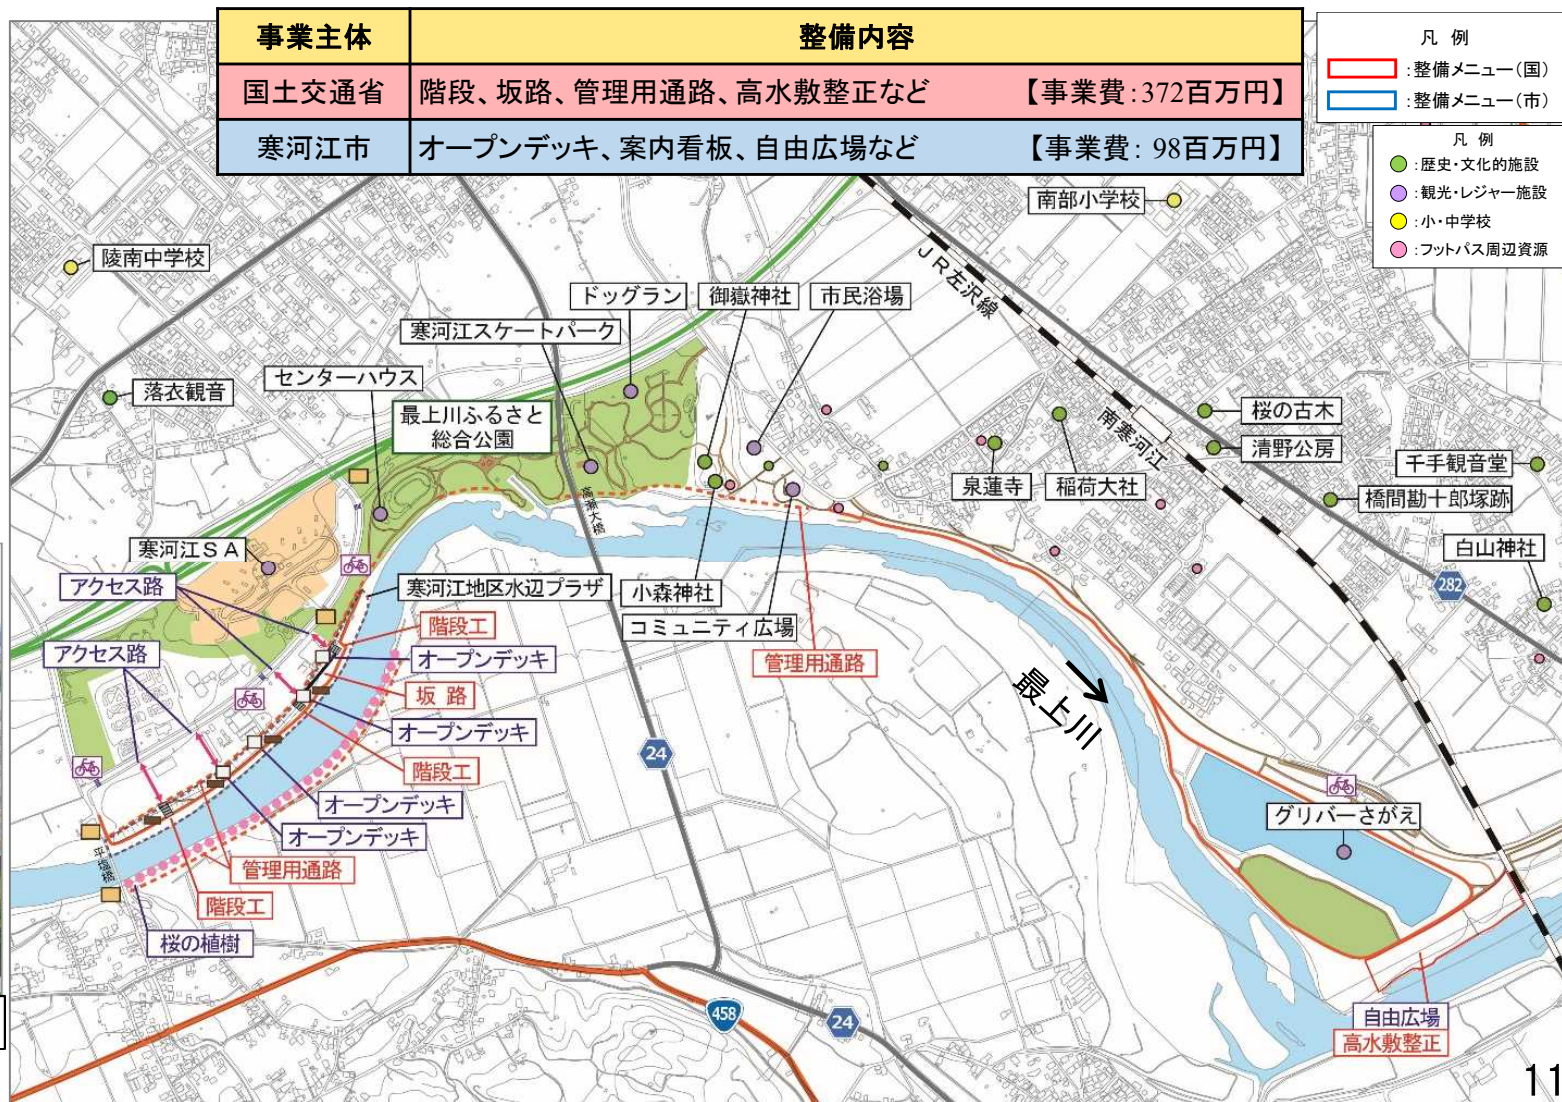 事業主体 整備内容
国土交通省 階段、坂路、管理用通路、高水敷整正など 【事業費：372百万円】
寒河江市 オープンデッキ、案内看板、自由広場など 【事業費： 98百万円】
凡 例
：整備メニュー（国）
：整備メニュー（市）
凡 例
：歴史・文化的施設
：観光・レジャー施設
：小・中学校
：フットパス周辺資源
南部小学校
陵南中学校
JR左沢線
ドッグラン
御嶽神社
市民浴場
寒河江スケートパーク
センターハウス
落衣観音
最上川ふるさと
総合公園
桜の古木
南寒河江
清野公房
千手観音堂
泉蓮寺
稲荷大社
橋間勘十郎塚跡
高瀬大橋
寒河江ＳＡ
白山神社
アクセス路
寒河江地区水辺プラザ
小森神社
282
階段工
コミュニティ広場
アクセス路
オープンデッキ
管理用通路
坂 路
最上川
オープンデッキ
24
階段工
オープンデッキ
グリバーさがえ
オープンデッキ
平塩橋
管理用通路
階段工
桜の植樹
458
24
自由広場
高水敷整正
11